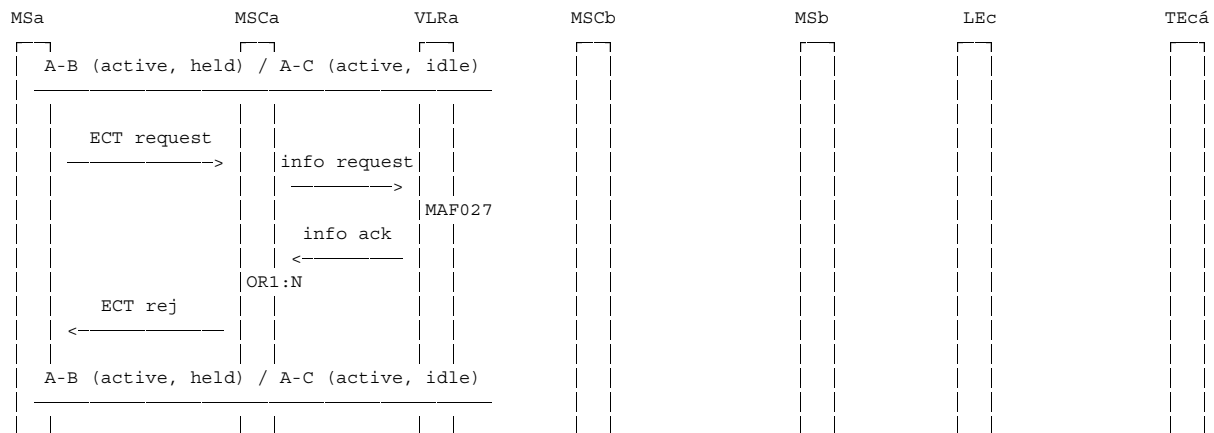 MSa MSCa VLRa MSCb MSb LEc TEcá
A-B (active, held) / A-C (active, idle)
ECT request
info request
MAF027
info ack
OR1:N
ECT rej
A-B (active, held) / A-C (active, idle)